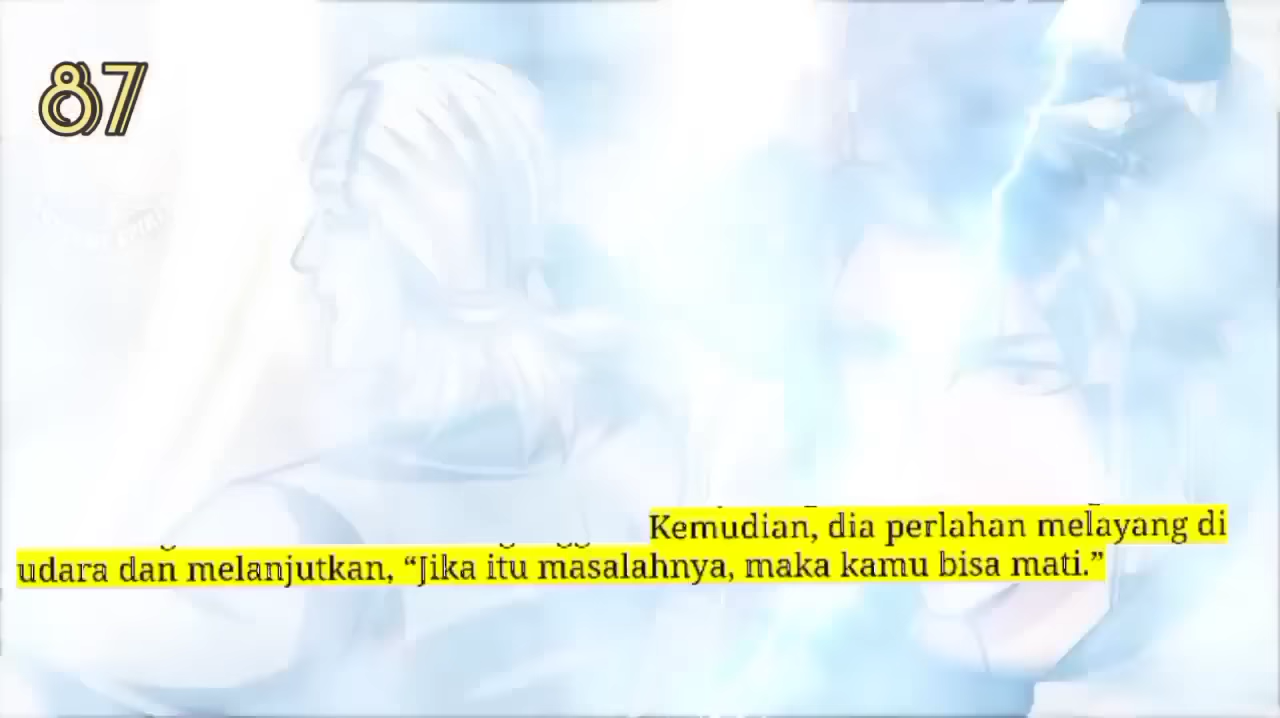 87
Kemudian, dia perlahan melayang di
udara dan melanjutkan, “Jika itu masalahnya, maka kamu bisa mati.”